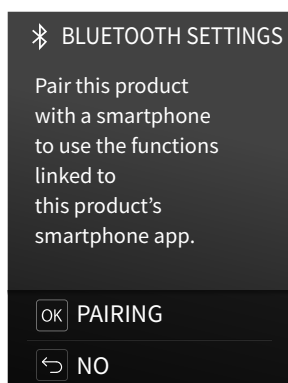 BLUETOOTH SETTINGS
Pair this product
with a smartphone
to use the functions
linked to
this product's
smartphone app.
OK PAIRING
NO